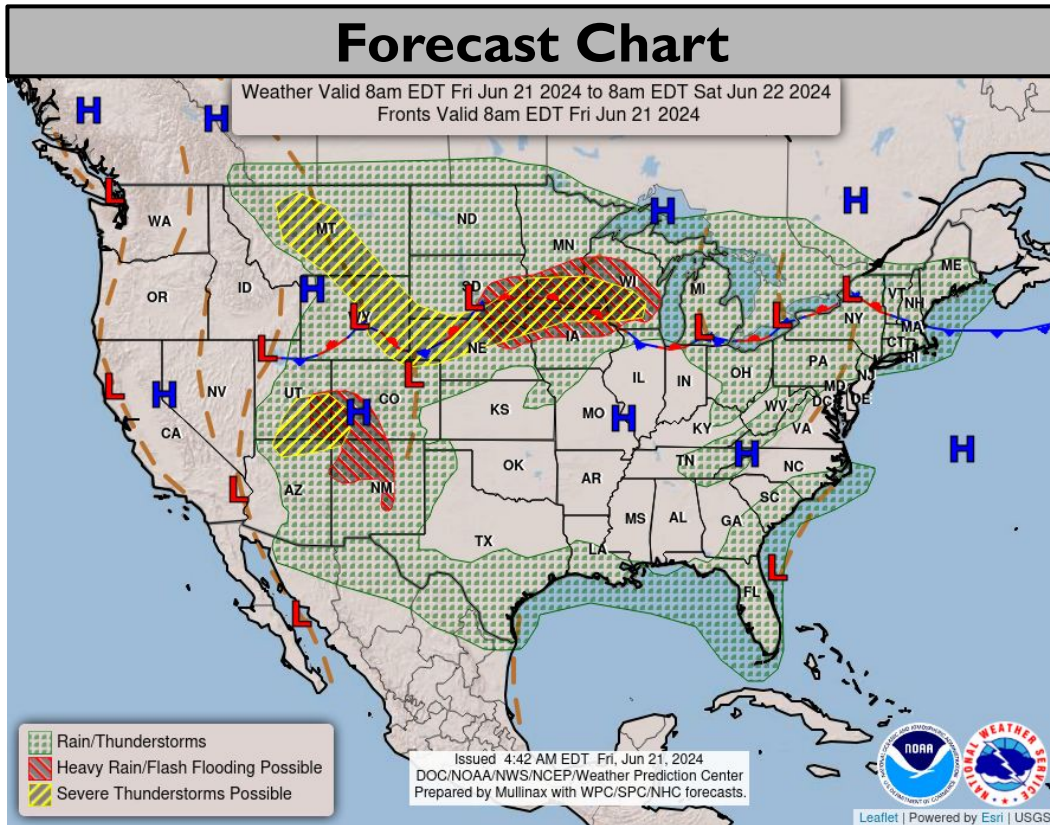 Forecast Chart
Weather Valid 8am EDT Fri Jun 21 2024 to 8am EDT Sat Jun 22 2024
Fronts Valid 8am EDT Fri Jun 21 2024
H
H
L
WA
MT
ND
MN
H
H
ME
OR
ID
H
WY
L
SD
L
WI
MI
L
VT
NH
NY
MA
CT
RI
L
L
L
NE
IA
L
PA
NJ
OH
MD
DE
DC
L
H
NV
UT
CO
H
KS
MO
H
IL
IN
WV
VA
KY
CA
H
H
L
AZ
NM
OK
AR
TN
NC
SC
MS
AL
GA
TX
LA
L
FL
L
Rain/Thunderstorms
Heavy Rain/Flash Flooding Possible
Severe Thunderstorms Possible
Issued 4:42 AM EDT Fri, Jun 21, 2024
DOC/NOAA/NWS/NCEP/Weather Prediction Center
Prepared by Mullinax with WPC/SPC/NHC forecasts.
NOAA
NATIONAL WEATHER SERVICE
Leaflet | Powered by Esri | USGS